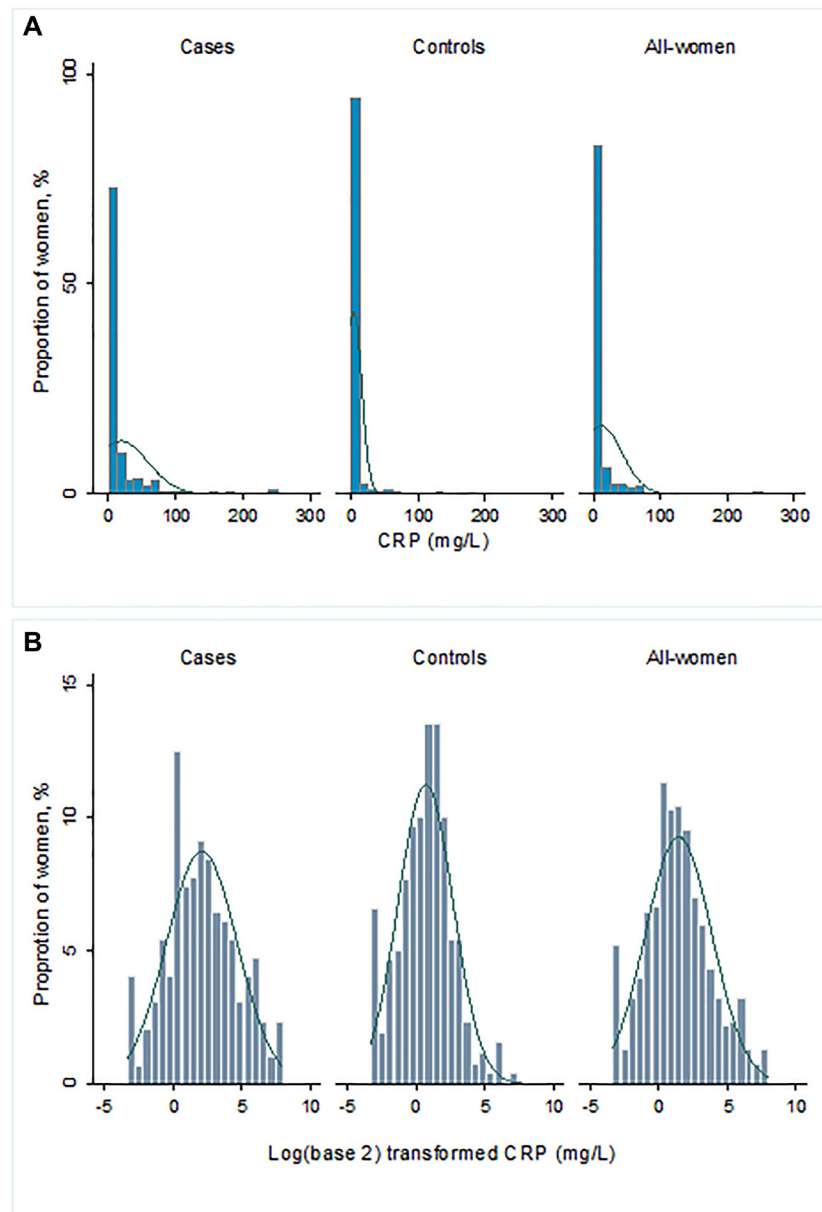 A
Cases Controls All-women
Proportion of women, %
100
50
0
0 100 200 300 0 100 200 300 0 100 200 300
CRP (mg/L)
B
Cases Controls All-women
Proprotion of women, %
15
10
5
0
-5 0 5 10 -5 0 5 10 -5 0 5 10
Log(base 2) transformed CRP (mg/L)